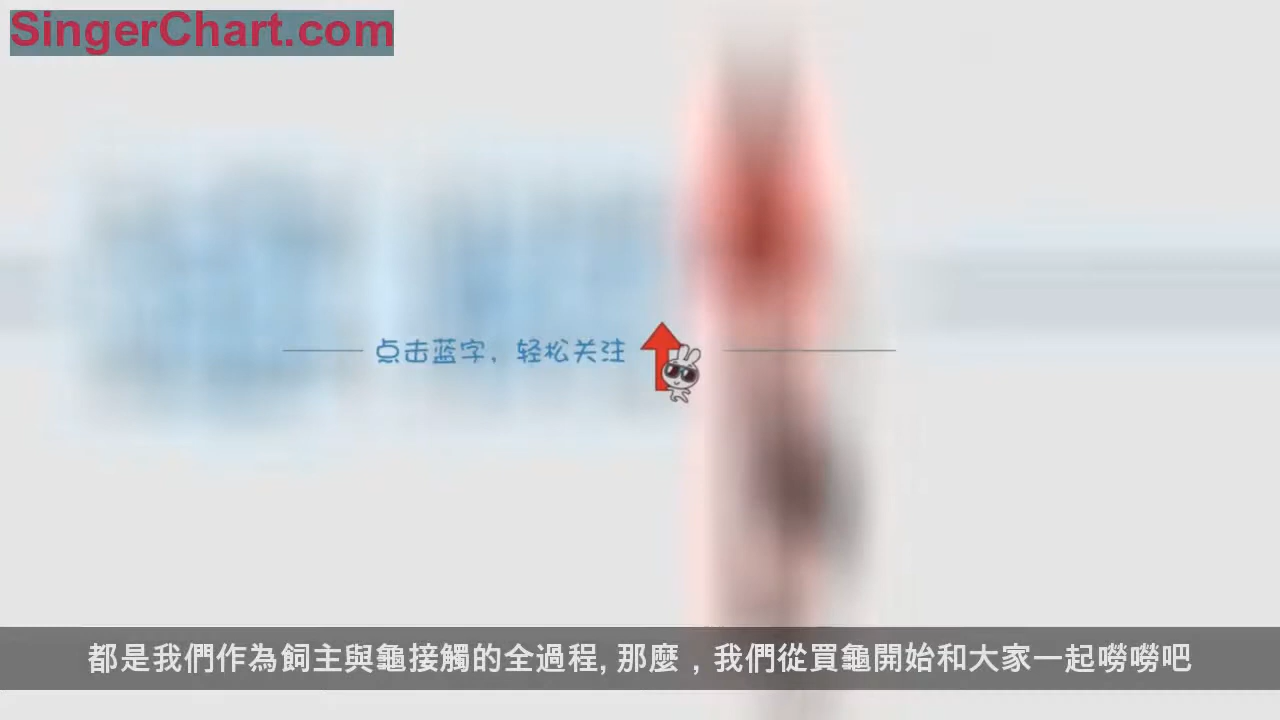 SingerChart.com
点击蓝字，轻松关注
都是我們作為飼主與龜接觸的全過程, 那麼，我們從買龜開始和大家一起嘮嘮吧